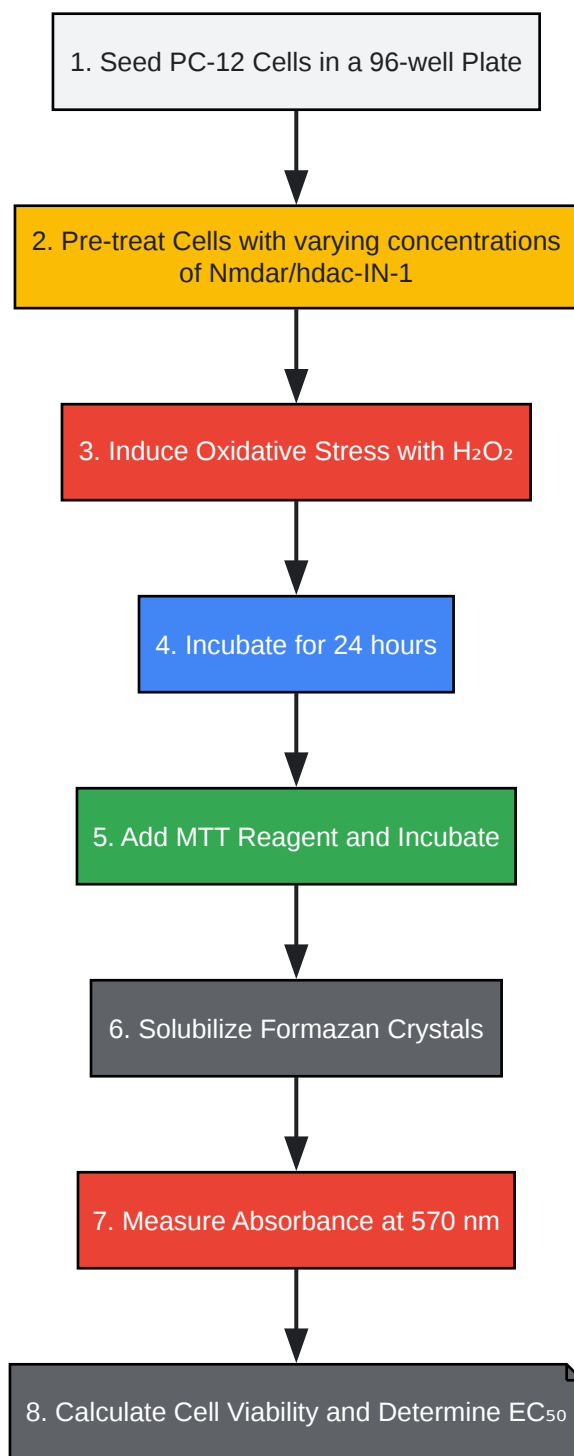 1. Seed PC-12 Cells in a 96-well Plate
2. Pre-treat Cells with varying concentrations
of Nmdar/hdac-IN-1
3. Induce Oxidative Stress with H₂O₂
4. Incubate for 24 hours
5. Add MTT Reagent and Incubate
6. Solubilize Formazan Crystals
7. Measure Absorbance at 570 nm
8. Calculate Cell Viability and Determine EC₅₀